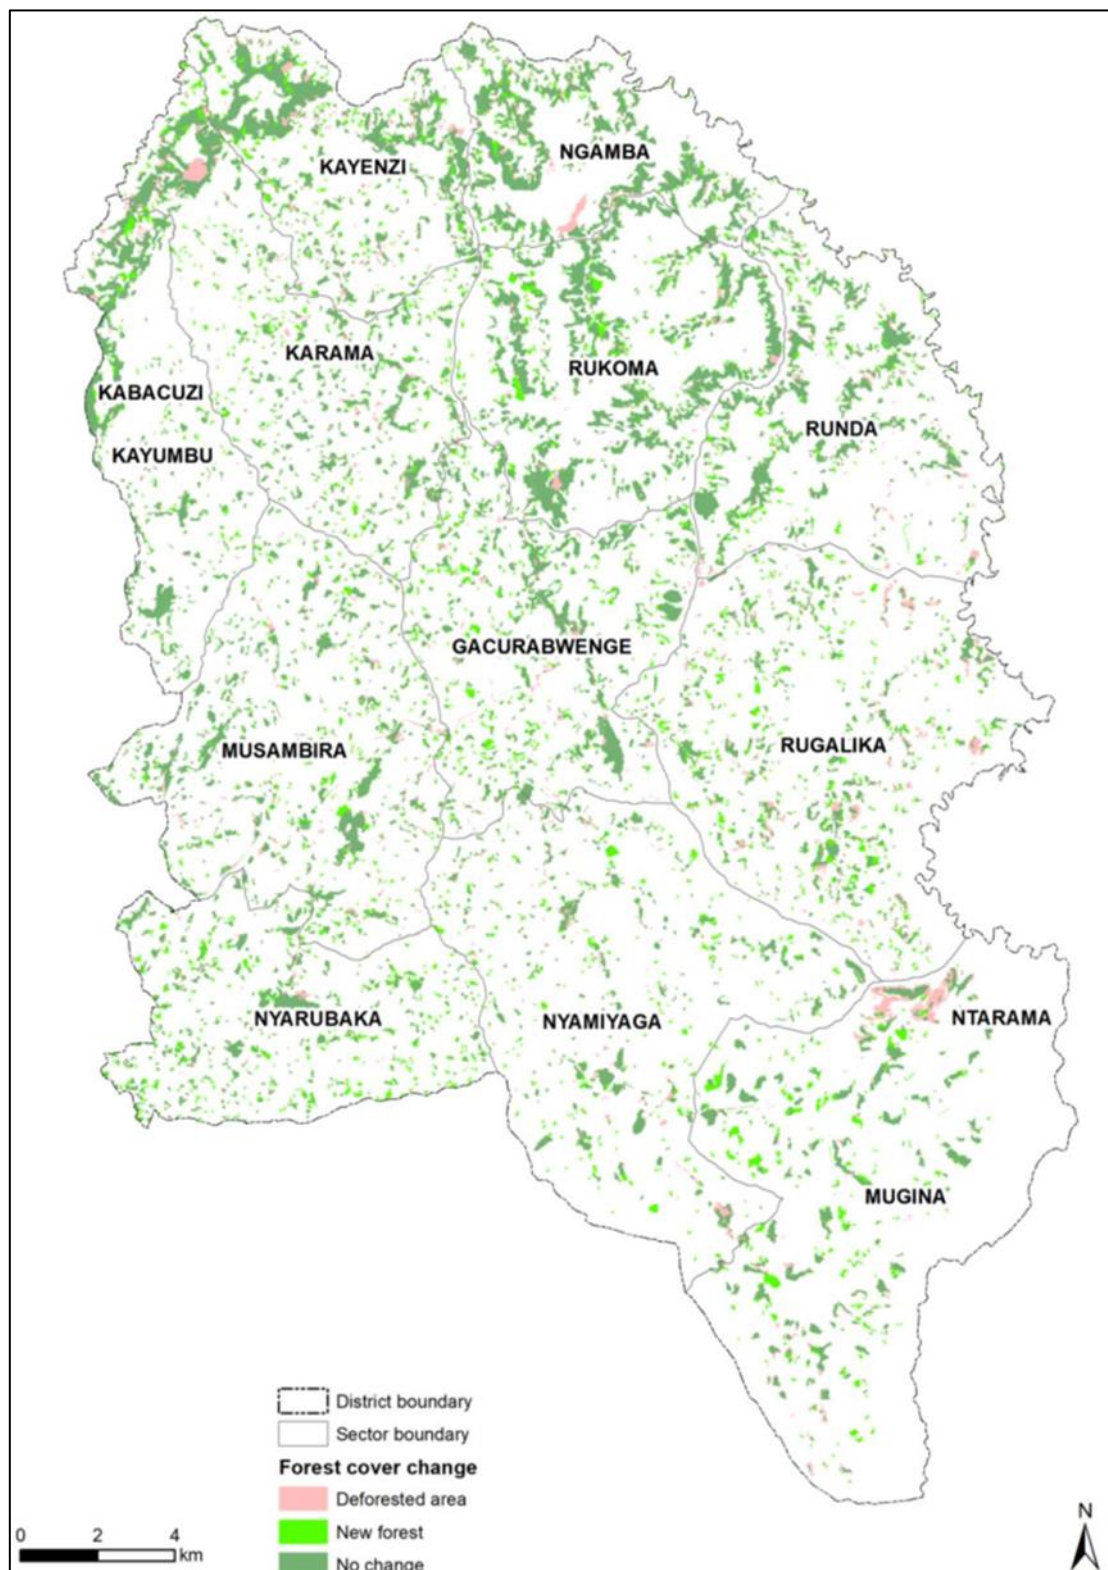 NGAMBA
KAYENZI
KARAMA
RUKOMA
KABACUZI
RUNDA
KAYUMBU
GACURABWENGE
RUGALIKA
MUSAMBIRA
NYARUBAKA
NYAMIYAGA
NTARAMA
MUGINA
District boundary
Sector boundary
Forest cover change
Deforested area
New forest
No change
0 2 4
km
N